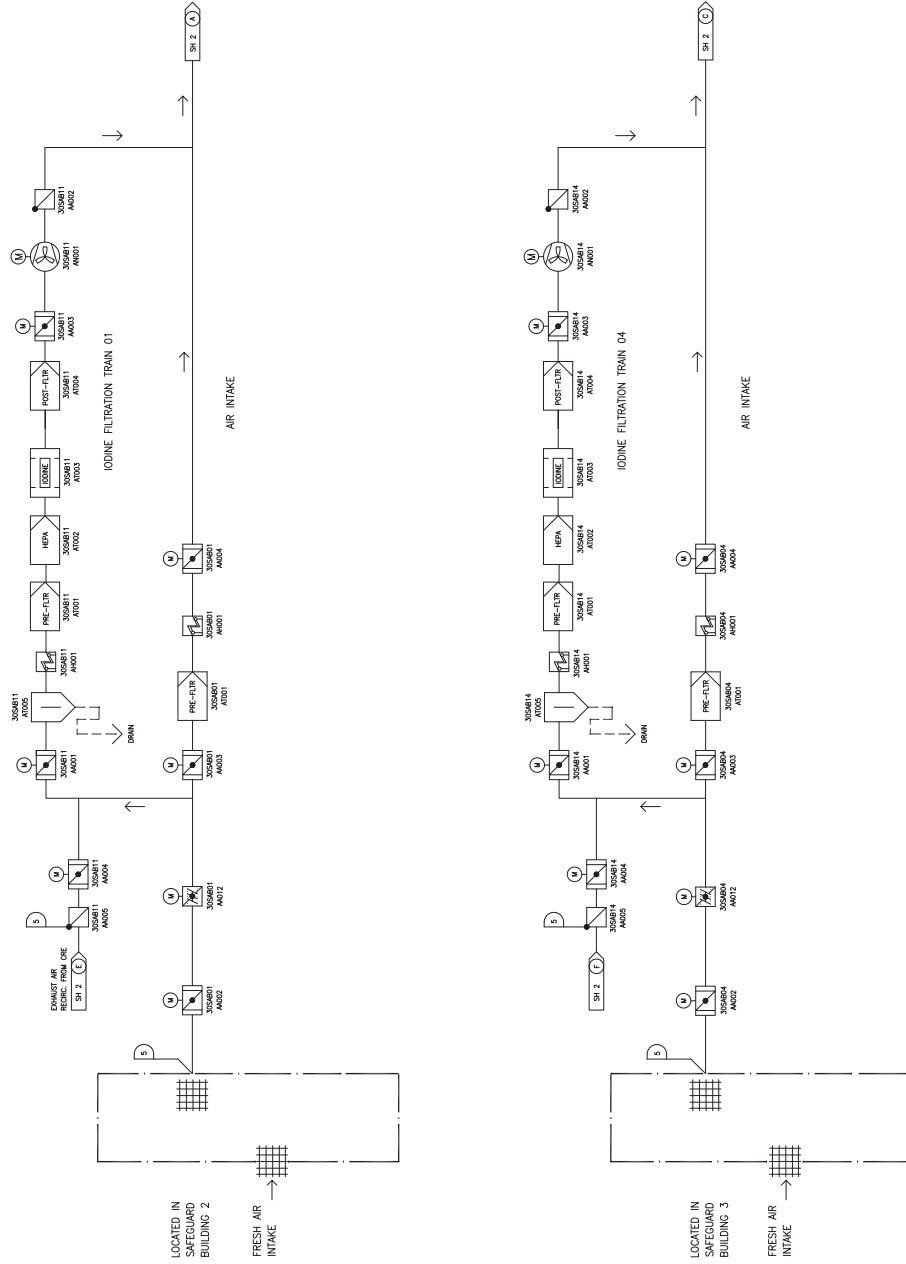 SH 2 A
30SAB11
AA002
M
30SAB11
AN001
M
30SAB11
AA003
POST-FLTR
30SAB11
AT004
IODINE
30SAB11
AT003
HEPA
30SAB11
AT002
PRE-FLTR
30SAB11
AT001
30SAB11
AH001
30SAB11
AT005
DRAIN
M
30SAB11
AA001
IODINE FILTRATION TRAIN 01
AIR INTAKE
M
30SAB01
AA004
30SAB01
AH001
PRE-FLTR
30SAB01
AT001
M
30SAB01
AA003
M
30SAB11
AA004
5
30SAB11
AA005
EXHAUST AIR
RECIRC. FROM CRE
SH 2 E
M
30SAB01
AA012
M
30SAB01
AA002
5
LOCATED IN
SAFEGUARD
BUILDING 2
FRESH AIR
INTAKE
SH 2 C
30SAB14
AA002
M
30SAB14
AN001
M
30SAB14
AA003
POST-FLTR
30SAB14
AT004
IODINE
30SAB14
AT003
HEPA
30SAB14
AT002
PRE-FLTR
30SAB14
AT001
30SAB14
AH001
30SAB14
AT005
DRAIN
M
30SAB14
AA001
IODINE FILTRATION TRAIN 04
AIR INTAKE
M
30SAB04
AA004
30SAB04
AH001
PRE-FLTR
30SAB04
AT001
M
30SAB04
AA003
M
30SAB14
AA004
5
30SAB14
AA005
SH 2 F
M
30SAB04
AA012
M
30SAB04
AA002
5
LOCATED IN
SAFEGUARD
BUILDING 3
FRESH AIR
INTAKE